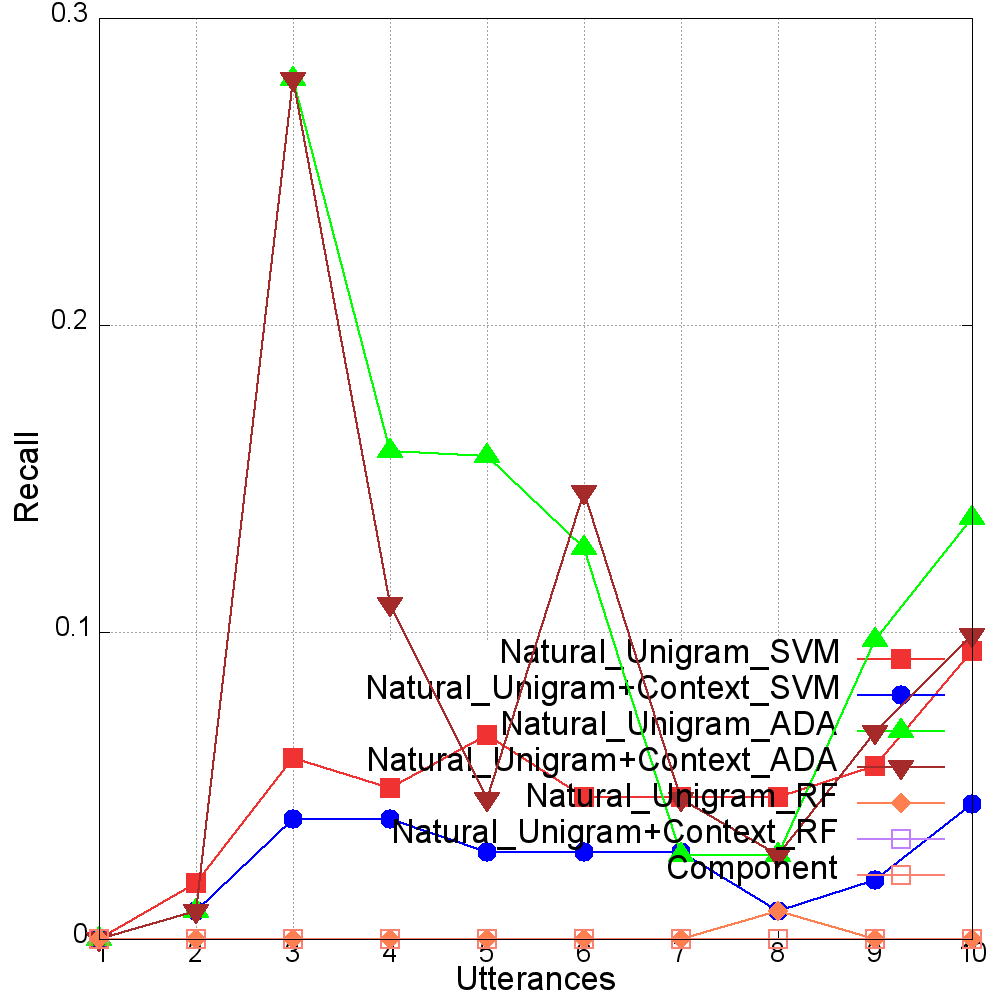 0.3
0.2
0.1
0
Recall
Natural_Unigram_SVM
Natural_Unigram+Context_SVM
Natural_Unigram_ADA
Natural_Unigram+Context_ADA
Natural_Unigram_RF
Natural_Unigram+Context_RF
Component
1 2 3 4 5 6 7 8 9 10
Utterances